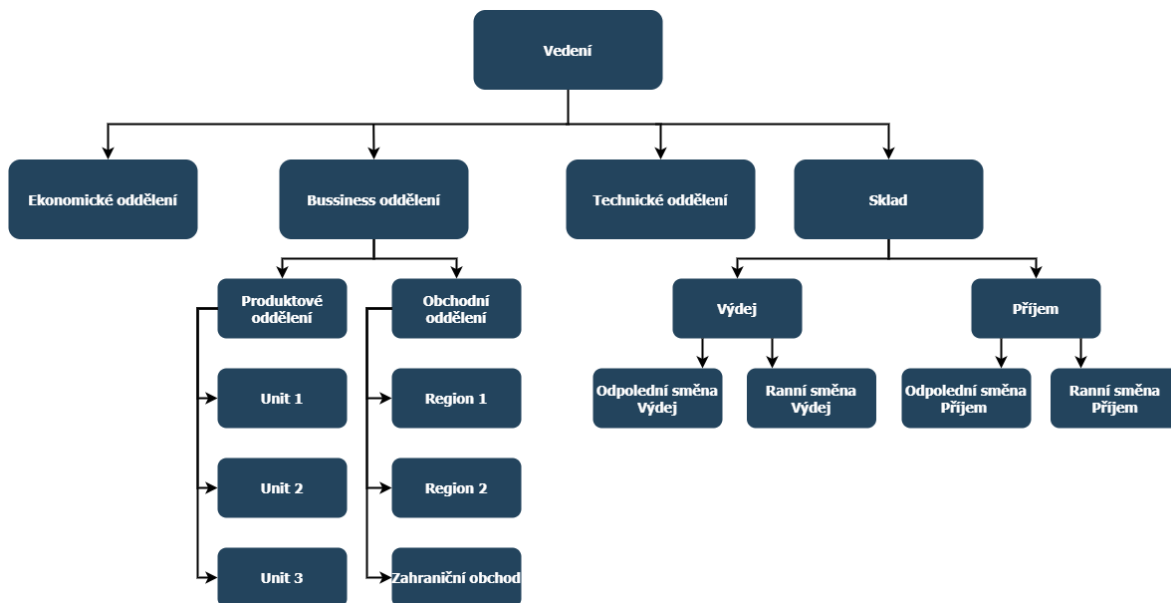 Vedení
Ekonomické oddělení
Bussiness oddělení
Technické oddělení
Sklad
Produktové
oddělení
Obchodní
oddělení
Výdej
Příjem
Unit 1
Region 1
Odpolední směna
Výdej
Ranní směna
Výdej
Odpolední směna
Příjem
Ranní směna
Příjem
Unit 2
Region 2
Unit 3
Zahraniční obchod